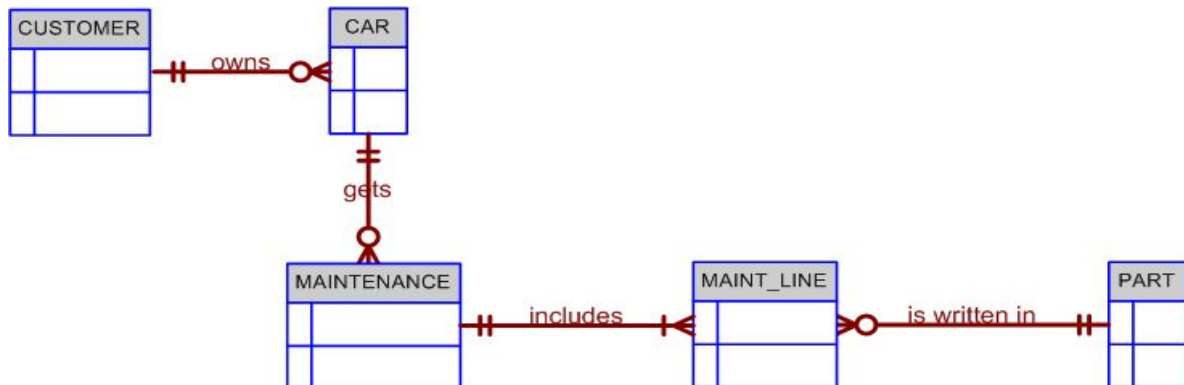 CUSTOMER
CAR
owns
gets
MAINTENANCE
MAINT_LINE
PART
includes
is written in